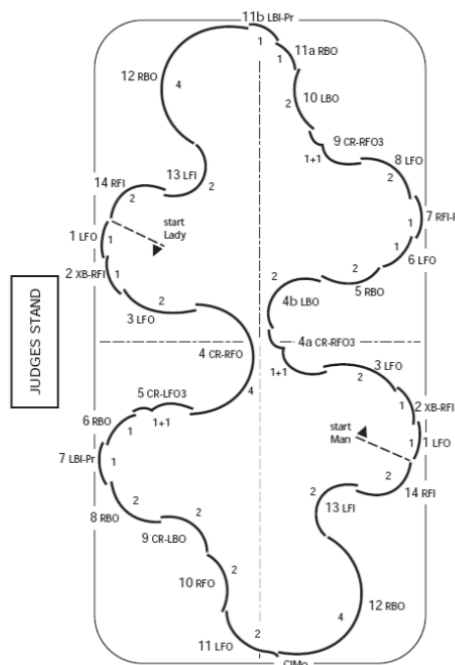 11b LBI-Pr
1
11a RBO
1
12 RBO
4
10 LBO
2
9 CR-RFO3
1+1
8 LFO
2
13 LFI
2
14 RFI
2
7 RFI-
1
start
Lady
1 LFO
1
6 LFO
1
2 XB-RFI
1
2
5 RBO
2
4b LBO
3 LFO
2
JUDGES STAND
4 CR-RFO
4
4a CR-RFO3
1+1
3 LFO
2
5 CR-LFO3
1+1
2 XB-RFI
1
6 RBO
1
start
Man
1 LFO
1
7 LBI-Pr
1
14 RFI
2
13 LFI
2
8 RBO
2
9 CR-LBO
2
10 RFO
2
12 RBO
4
11 LFO
2